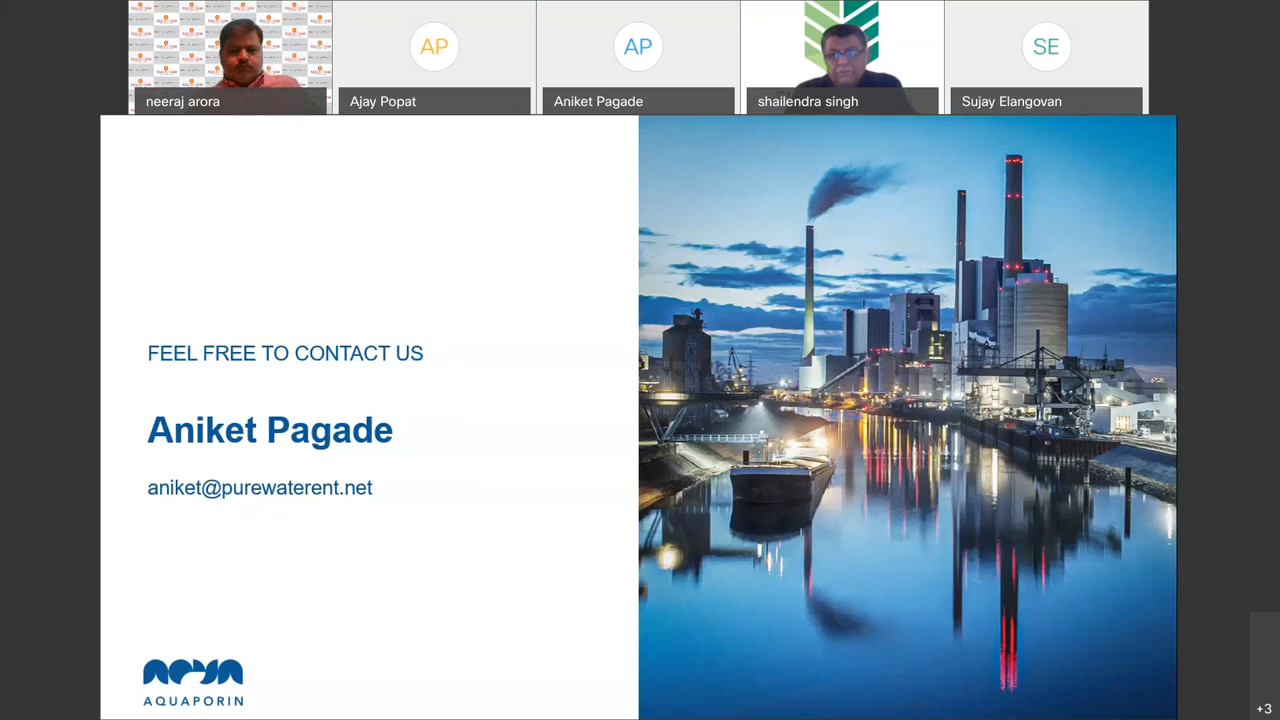 neeraj arora
AP
Ajay Popat
AP
Aniket Pagade
shailendra singh
SE
Sujay Elangovan
FEEL FREE TO CONTACT US
Aniket Pagade
aniket@purewaterent.net
AQUAPORIN
+3